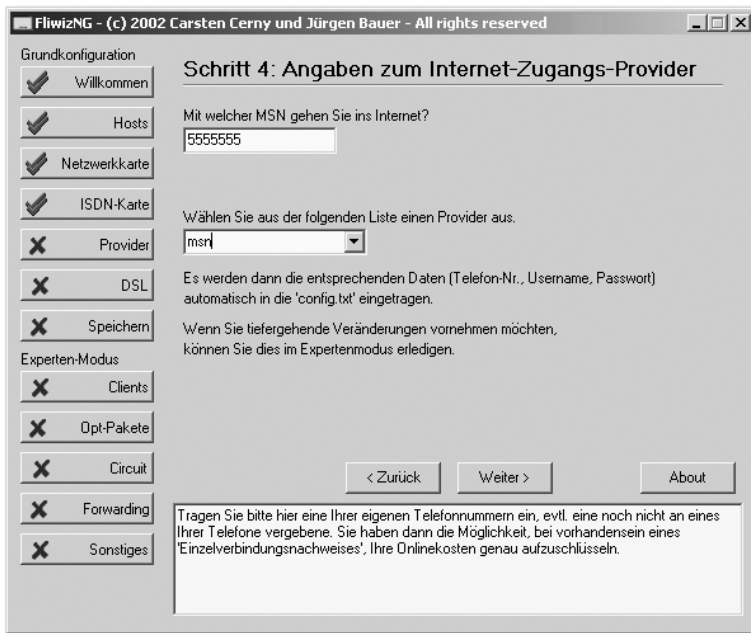 FliwizNG - (c) 2002 Carsten Cerny und Jürgen Bauer - All rights reserved
Grundkonfiguration
Willkommen
Hosts
Netzwerkkarte
ISDN-Karte
Provider
DSL
Speichern
Experten-Modus
Clients
Opt-Pakete
Circuit
Forwarding
Sonstiges
Schritt 4: Angaben zum Internet-Zugangs-Provider
Mit welcher MSN gehen Sie ins Internet?
5555555
Wählen Sie aus der folgenden Liste einen Provider aus.
msn
Es werden dann die entsprechenden Daten (Telefon-Nr., Username, Passwort)
automatisch in die 'config.txt' eingetragen.
Wenn Sie tiefergehende Veränderungen vornehmen möchten,
können Sie dies im Expertenmodus erledigen.
< Zurück
Weiter >
About
Tragen Sie bitte hier eine Ihrer eigenen Telefonnummern ein, evtl. eine noch nicht an eines
Ihrer Telefone vergebene. Sie haben dann die Möglichkeit, bei vorhandensein eines
'Einzelverbindungsnachweises', Ihre Onlinekosten genau aufzuschlüsseln.